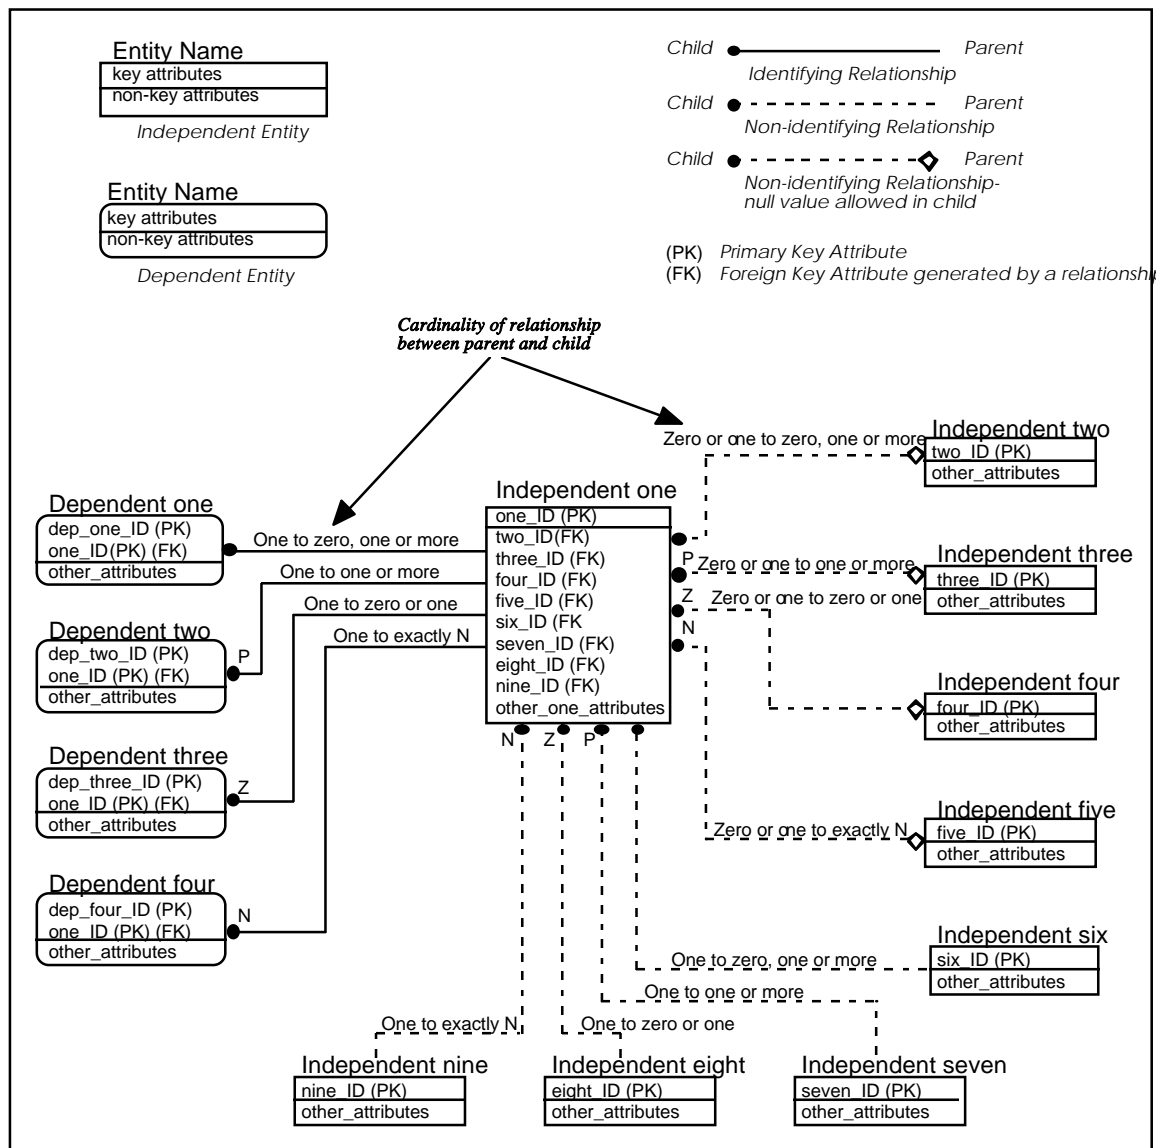 Entity Name
key attributes
non-key attributes
Independent Entity
Entity Name
key attributes
non-key attributes
Dependent Entity
Child Parent
Identifying Relationship
Child Parent
Non-identifying Relationship
Child Parent
Non-identifying Relationship-
null value allowed in child
(PK) Primary Key Attribute
(FK) Foreign Key Attribute generated by a relationship
Cardinality of relationship
between parent and child
Dependent one
dep_one_ID (PK)
one_ID(PK) (FK)
other_attributes
One to zero, one or more
Dependent two
dep_two_ID (PK)
one_ID (PK) (FK)
other_attributes
P
One to one or more
Dependent three
dep_three_ID (PK)
one_ID (PK) (FK)
other_attributes
Z
One to zero or one
Dependent four
dep_four_ID (PK)
one_ID (PK) (FK)
other_attributes
N
One to exactly N
Independent one
one_ID (PK)
two_ID(FK)
three_ID (FK)
four_ID (FK)
five_ID (FK)
six_ID (FK
seven_ID (FK)
eight_ID (FK)
nine_ID (FK)
other_one_attributes
Zero or one to zero, one or more
Independent two
two_ID (PK)
other_attributes
P
Zero or one to one or more
Independent three
three_ID (PK)
other_attributes
Z
Zero or one to zero or one
Independent four
four_ID (PK)
other_attributes
N
Zero or one to exactly N
Independent five
five_ID (PK)
other_attributes
N Z P
One to zero, one or more
Independent six
six_ID (PK)
other_attributes
One to one or more
One to exactly N
One to zero or one
Independent nine
nine_ID (PK)
other_attributes
Independent eight
eight_ID (PK)
other_attributes
Independent seven
seven_ID (PK)
other_attributes